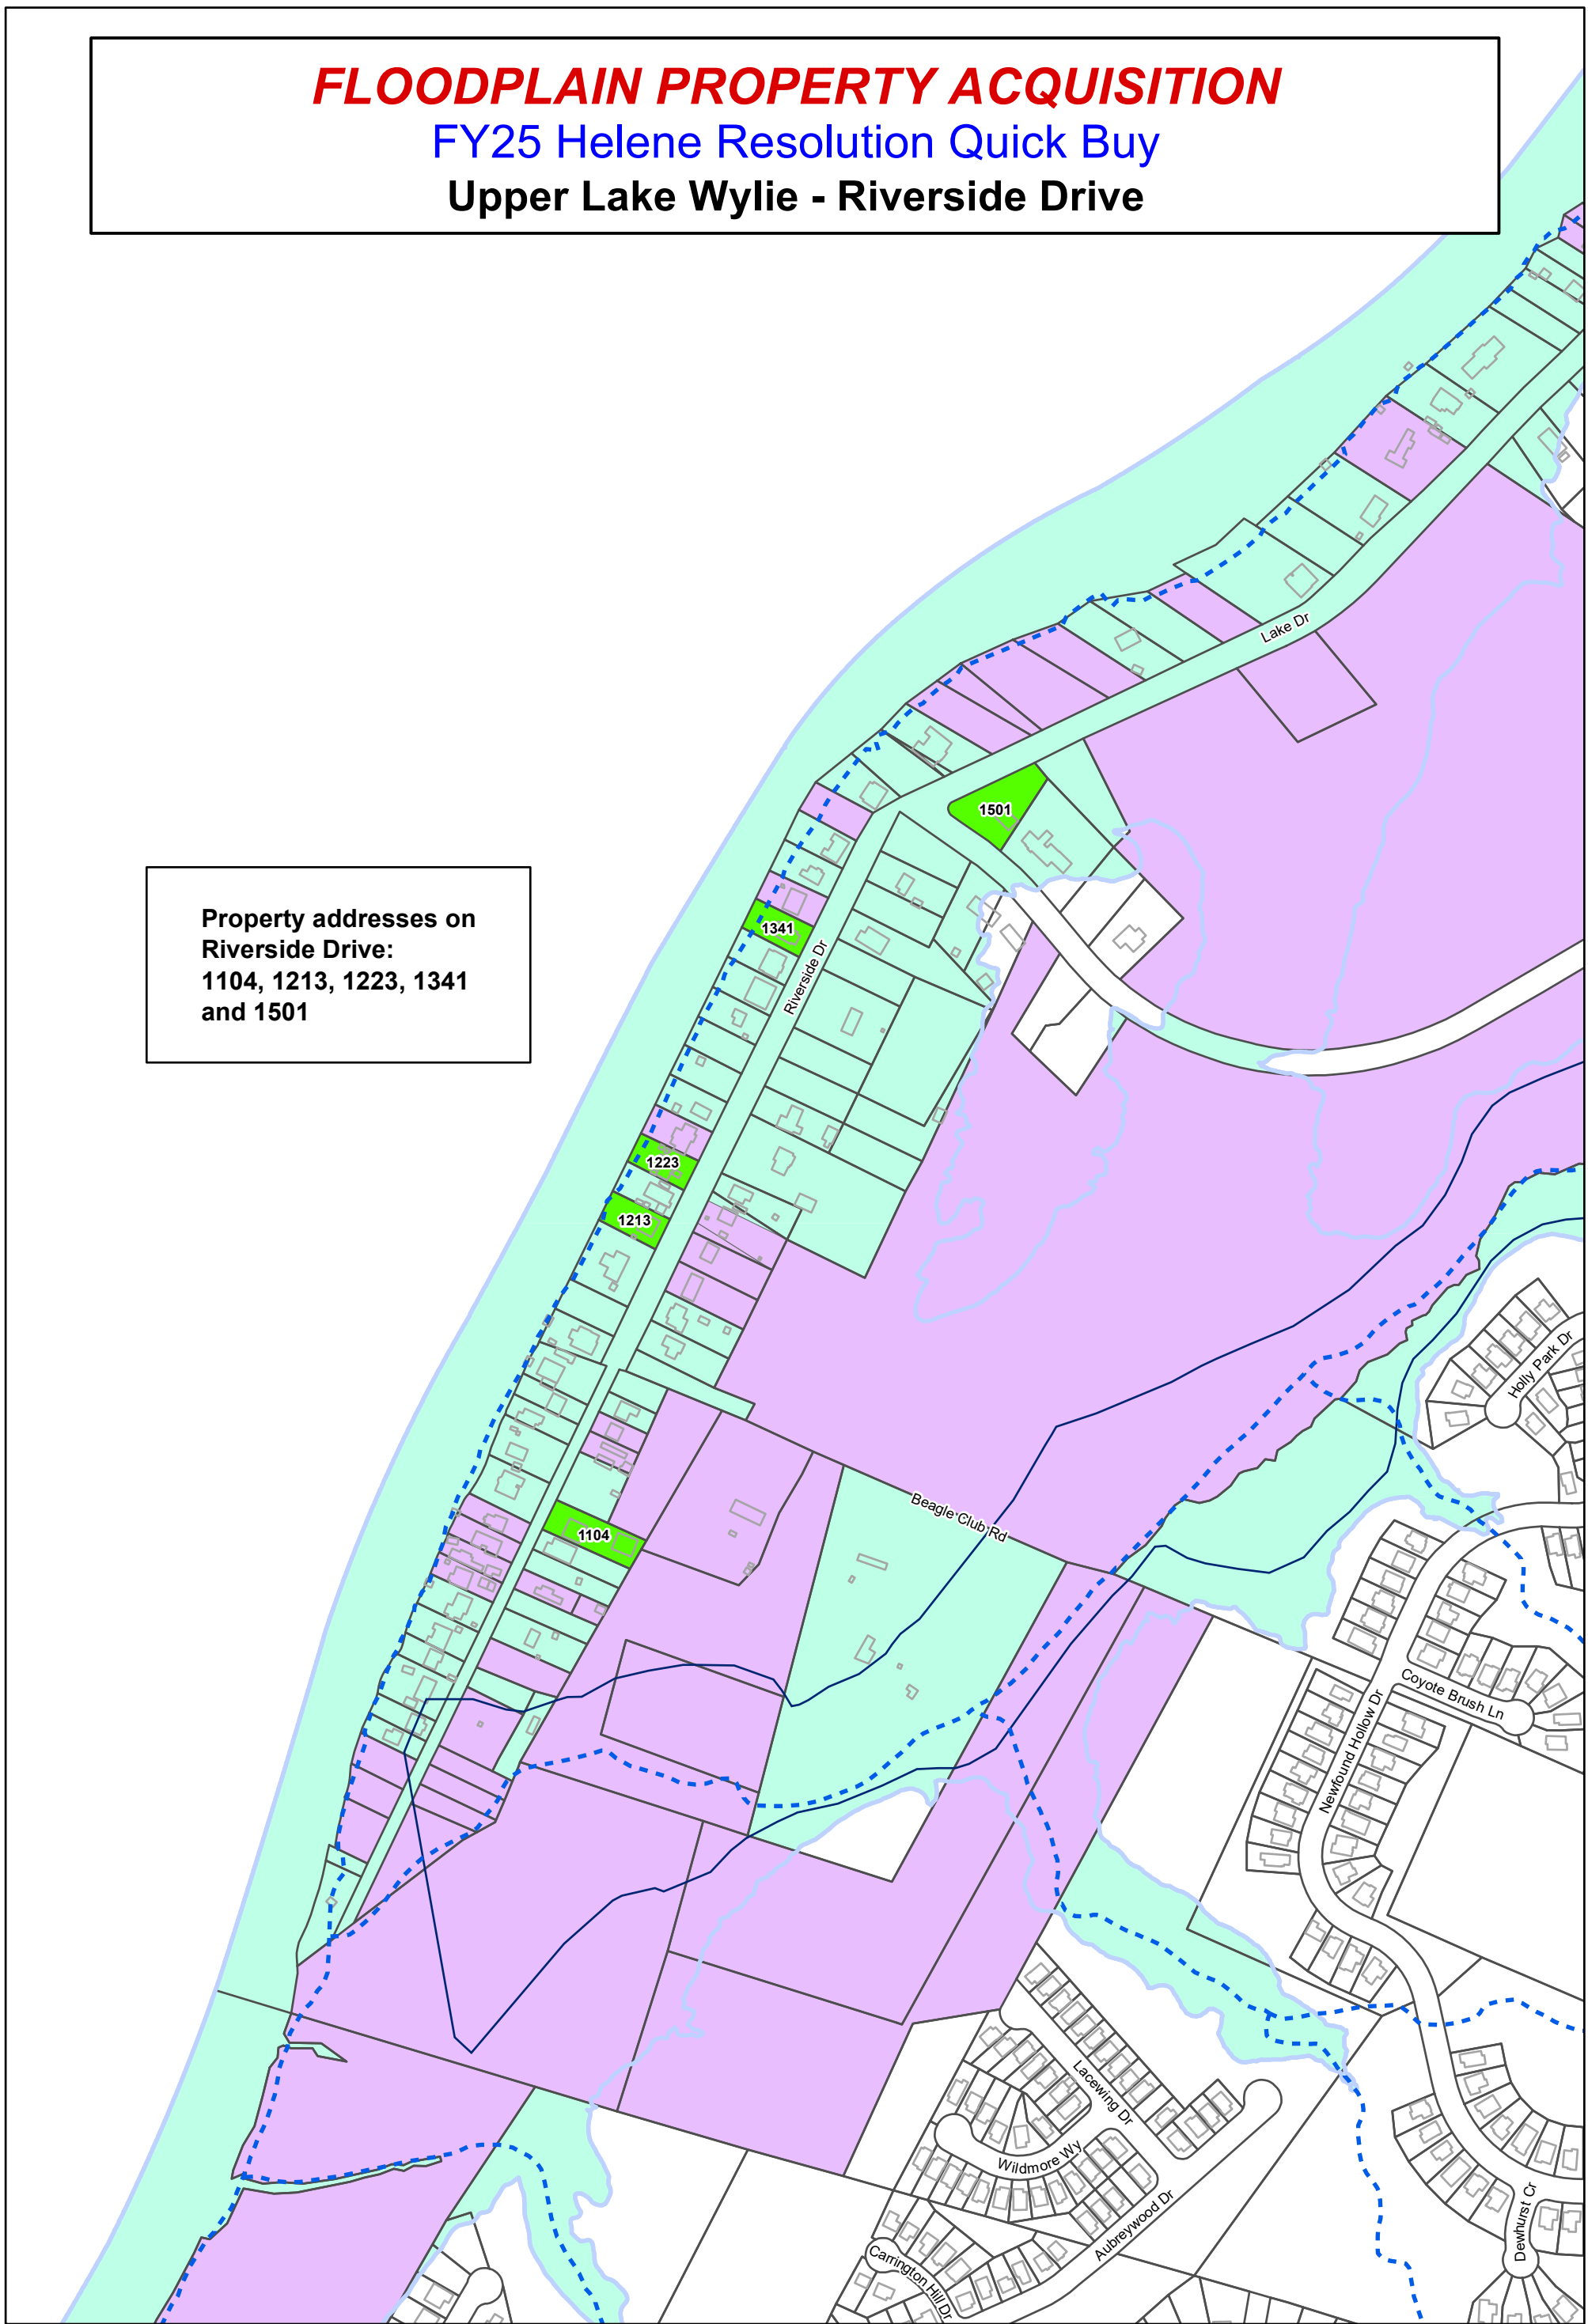 FLOODPLAIN PROPERTY ACQUISITION
FY25 Helene Resolution Quick Buy
Upper Lake Wylie - Riverside Drive
Lake Dr
1501
Property addresses on
Riverside Drive:
1104, 1213, 1223, 1341
and 1501
1341
Riverside Dr
1223
1213
Holly Park Dr
Beagle Club Rd
1104
Coyote Brush Ln
Newfound Hollow Dr
Lacewing Dr
Wildmore Wy
Aubreywood Dr
Dewhurst Cr
Carrington Hill Dr